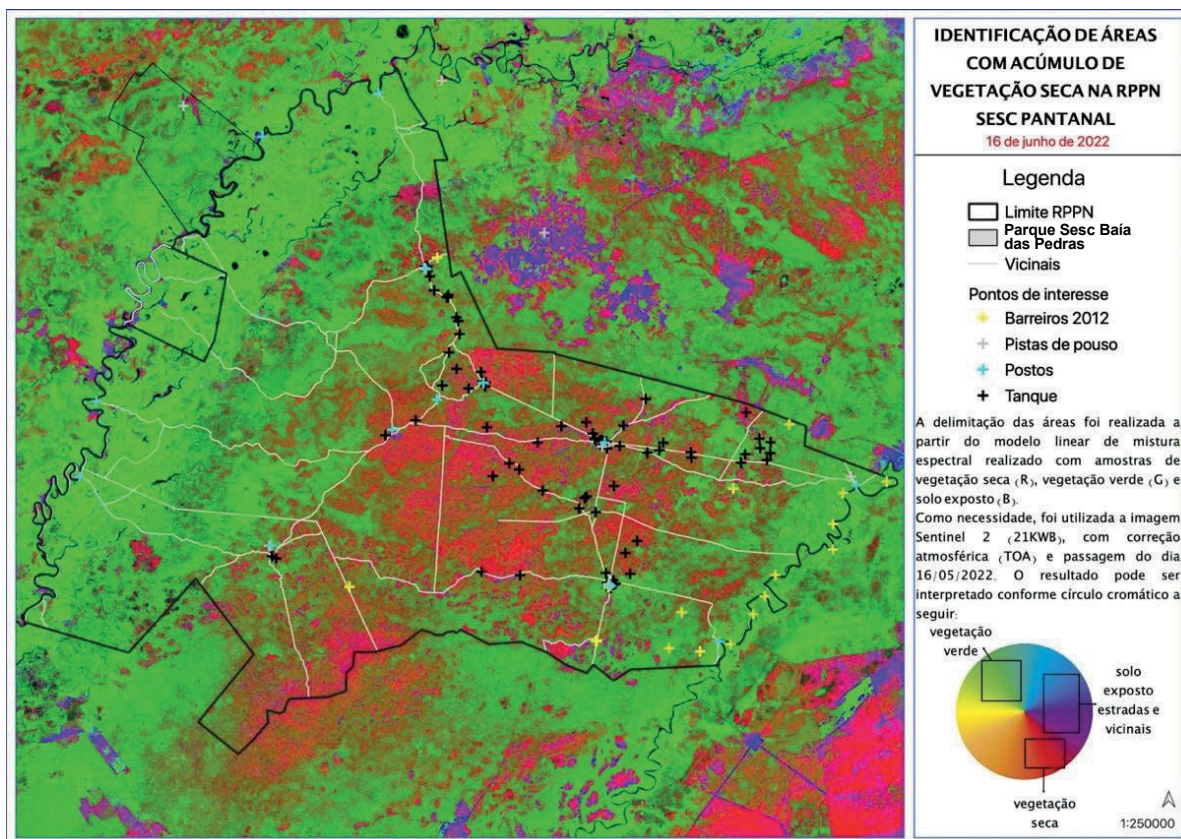 IDENTIFICAÇÃO DE ÁREAS
COM ACÚMULO DE
VEGETAÇÃO SECA NA RPPN
SESC PANTANAL
16 de junho de 2022
Legenda
Limite RPPN
Parque Sesc Baía
das Pedras
Vicinais
Pontos de interesse
Barreiros 2012
Pistas de pouso
Postos
Tanque
A delimitação das áreas foi realizada a
partir do modelo linear de mistura
espectral realizado com amostras de
vegetação seca (R), vegetação verde (G) e
solo exposto (B).
Como necessidade, foi utilizada a imagem
Sentinel 2 (21KWB), com correção
atmosférica (TOA) e passagem do dia
16/05/2022. O resultado pode ser
interpretado conforme círculo cromático a
seguir:
vegetação
verde
solo
exposto
estradas e
vicinais
vegetação
seca
1:250000